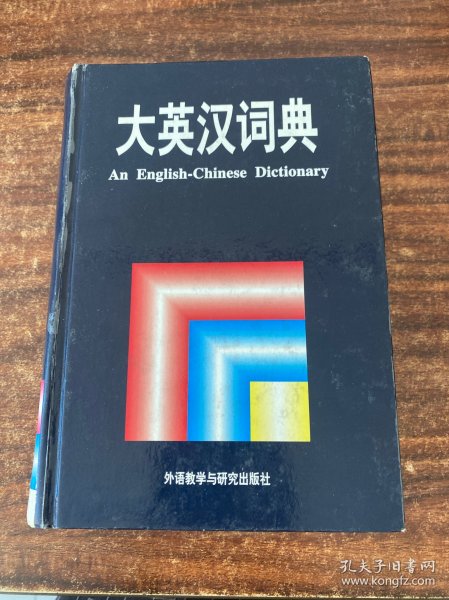 大英汉词典
An English-Chinese Dictionary
外语教学与研究出版社
孔夫子旧书网
www.kongfz.com